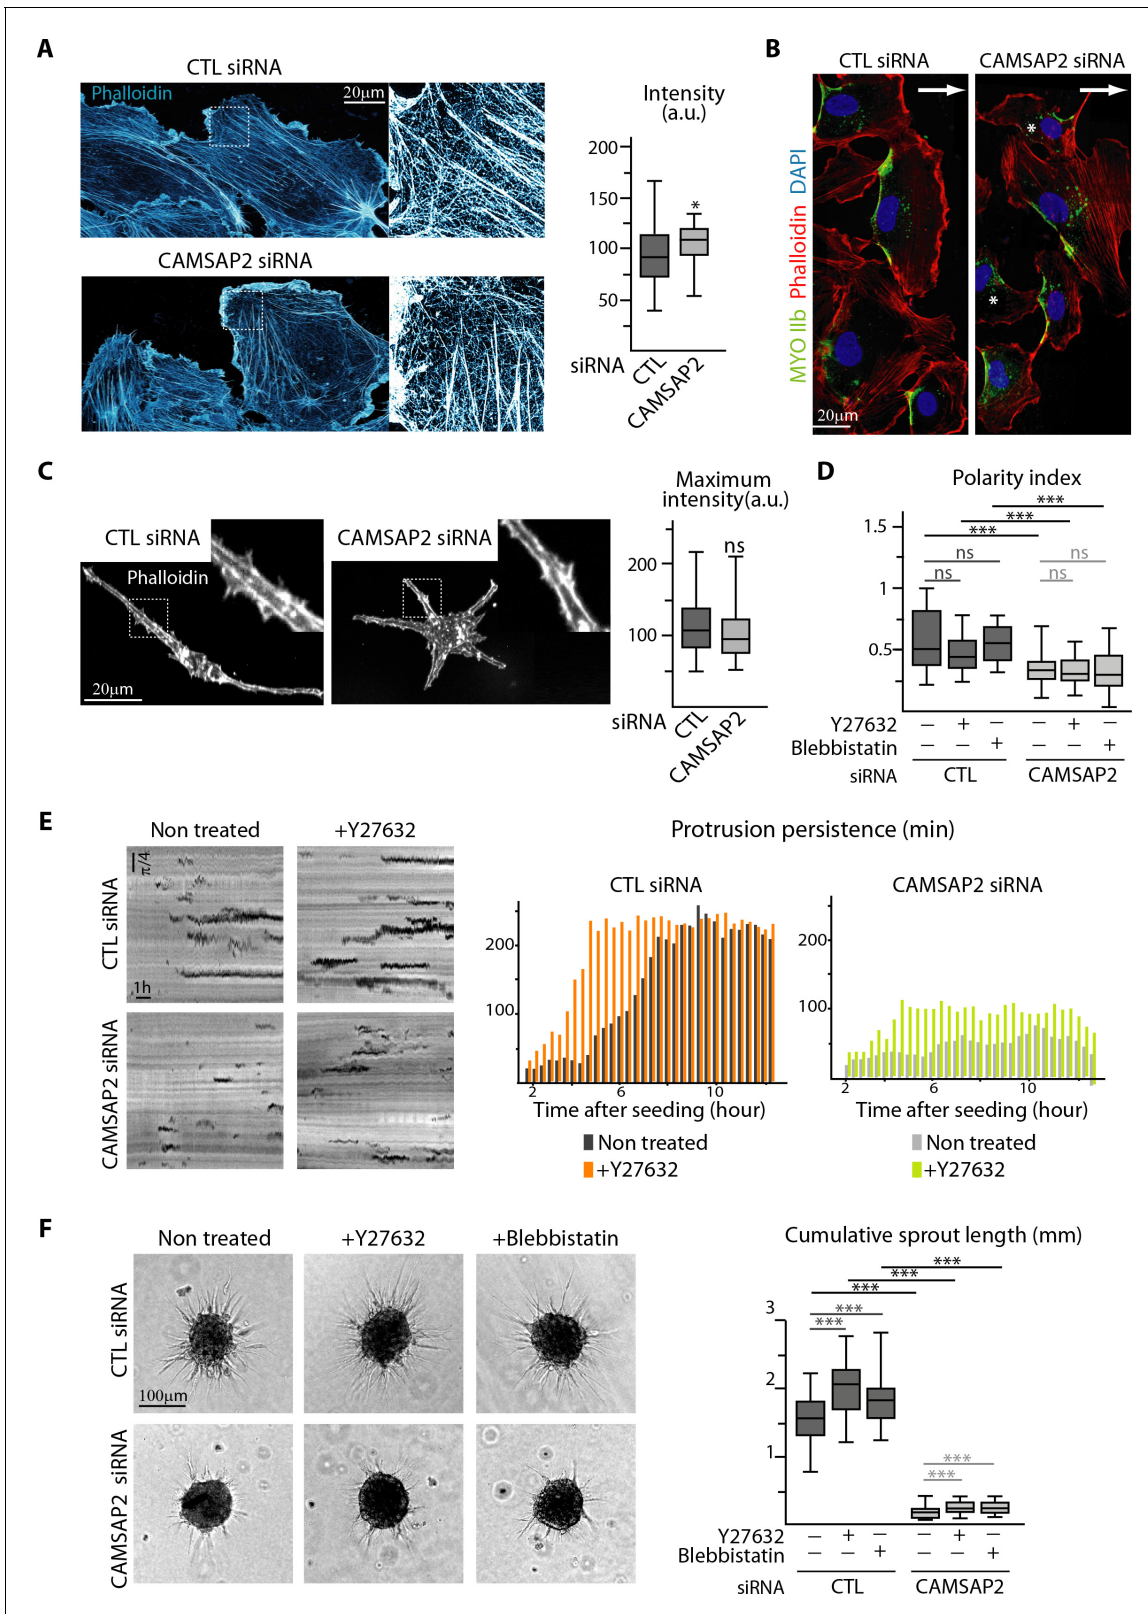 A
CTL siRNA
Phalloidin
20µm
CAMSAP2 siRNA
Intensity
(a.u.)
200
150
100
50
*
siRNA
CTL
CAMSAP2
B
CTL siRNA
CAMSAP2 siRNA
MYO IIb Phalloidin DAPI
*
*
20µm
C
CTL siRNA
Phalloidin
20µm
CAMSAP2 siRNA
Maximum
intensity(a.u.)
200
100
ns
siRNA
CTL
CAMSAP2
D
Polarity index
***
***
***
ns
ns
ns
ns
1.5
1
0.5
Y27632 – + – – + –
Blebbistatin – – + – – +
siRNA CTL CAMSAP2
E
Non treated
+Y27632
CTL siRNA
π/4
1h
CAMSAP2 siRNA
Protrusion persistence (min)
CTL siRNA
200
100
2 6 10
Time after seeding (hour)
Non treated
+Y27632
CAMSAP2 siRNA
200
100
2 6 10
Time after seeding (hour)
Non treated
+Y27632
F
Non treated
+Y27632
+Blebbistatin
CTL siRNA
100µm
CAMSAP2 siRNA
Cumulative sprout length (mm)
***
***
***
***
***
***
***
3
2
1
Y27632 – + – – + –
Blebbistatin – – + – – +
siRNA CTL CAMSAP2